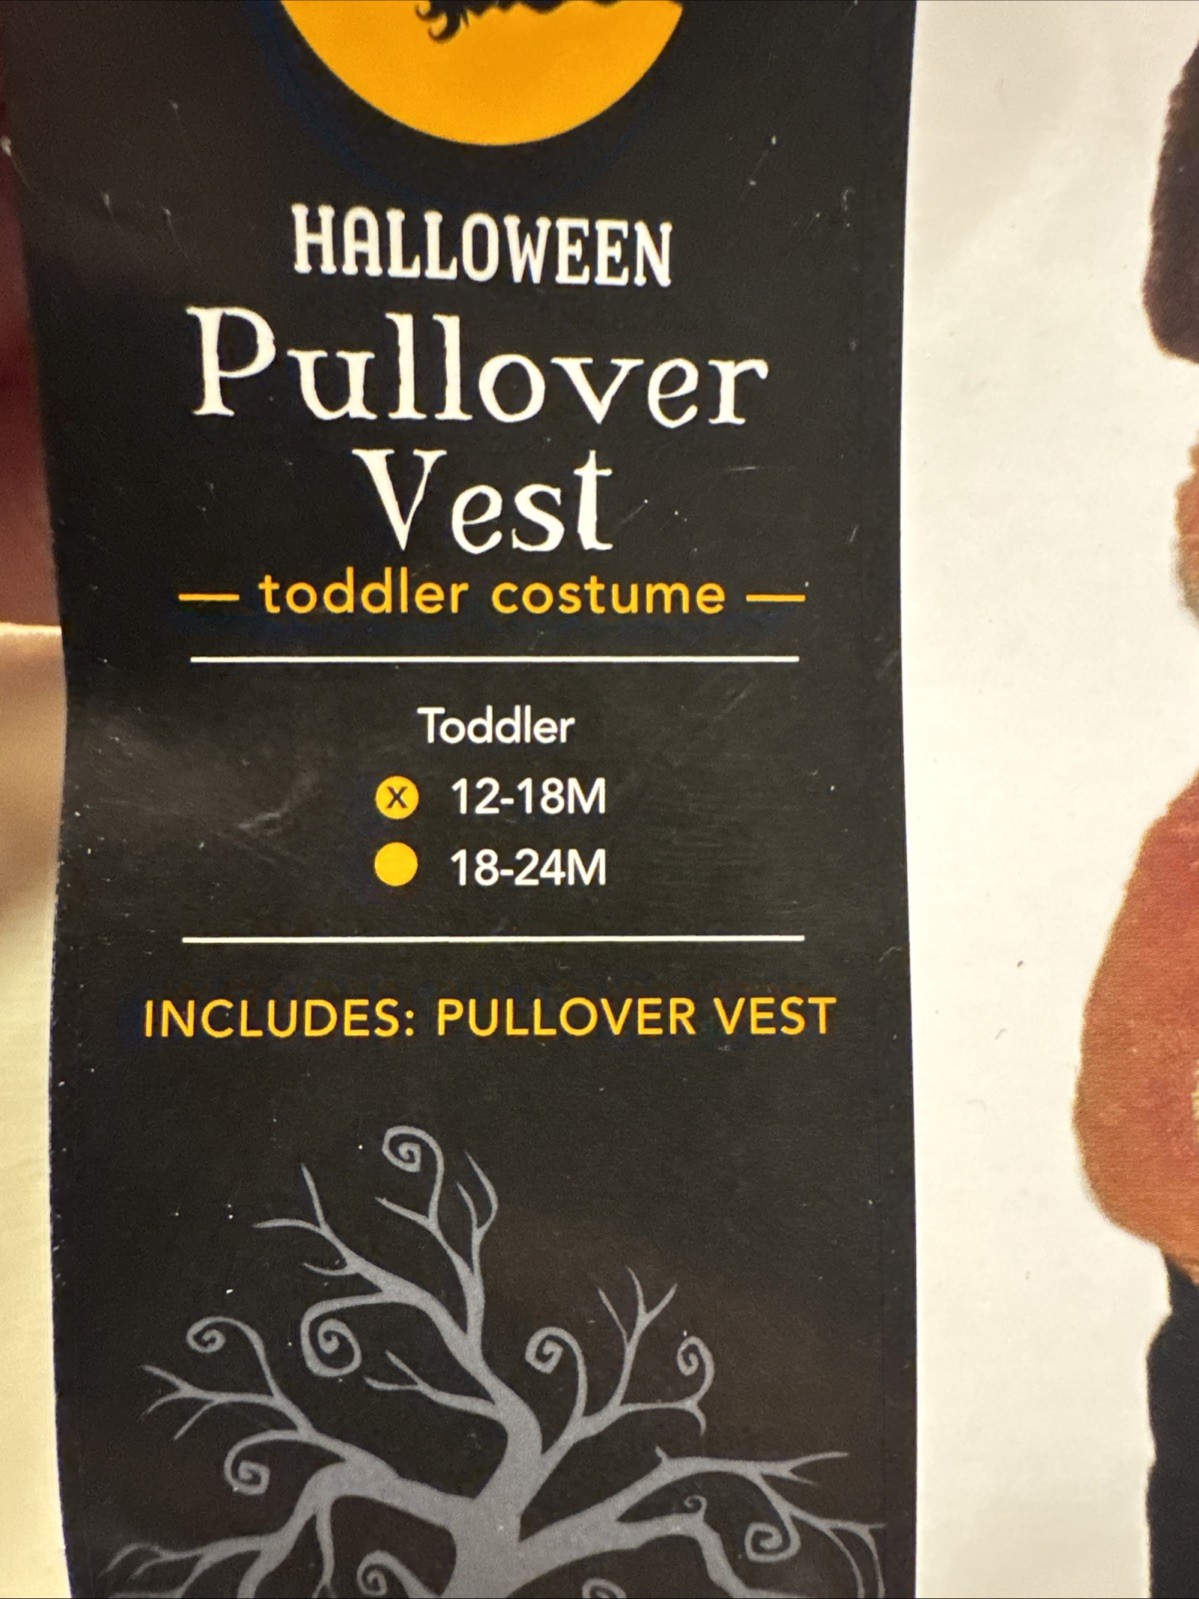 HALLOWEEN
Pullover
Vest
— toddler costume —
Toddler
X 12-18M
18-24M
INCLUDES: PULLOVER VEST